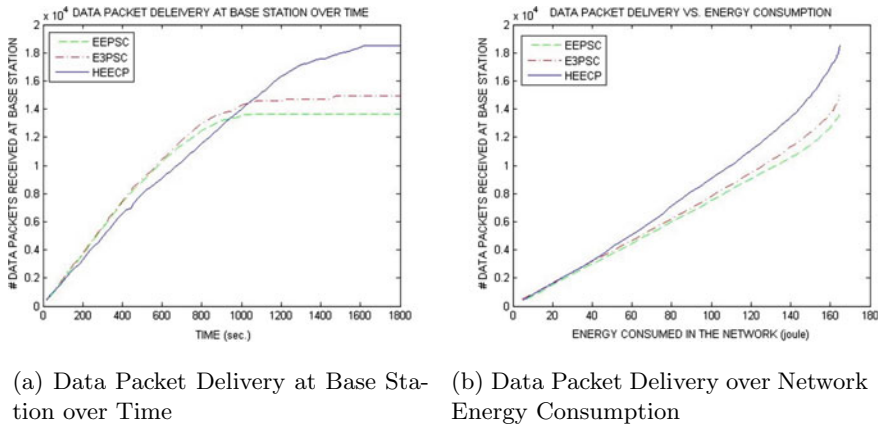 DATA PACKET DELEIVERY AT BASE STATION OVER TIME
x 10⁴
# DATA PACKETS RECEIVED AT BASE STATION
2
1.8
1.6
1.4
1.2
1
0.8
0.6
0.4
0.2
0
EEPSC
E3PSC
HEECP
0 200 400 600 800 1000 1200 1400 1600 1800
TIME (sec.)
(a) Data Packet Delivery at Base Sta-
tion over Time
DATA PACKET DELIVERY VS. ENERGY CONSUMPTION
x 10⁴
# DATA PACKETS RECEIVED AT BASE STATION
2
1.8
1.6
1.4
1.2
1
0.8
0.6
0.4
0.2
0
EEPSC
E3PSC
HEECP
0 20 40 60 80 100 120 140 160 180
ENERGY CONSUMED IN THE NETWORK (joule)
(b) Data Packet Delivery over Network
Energy Consumption